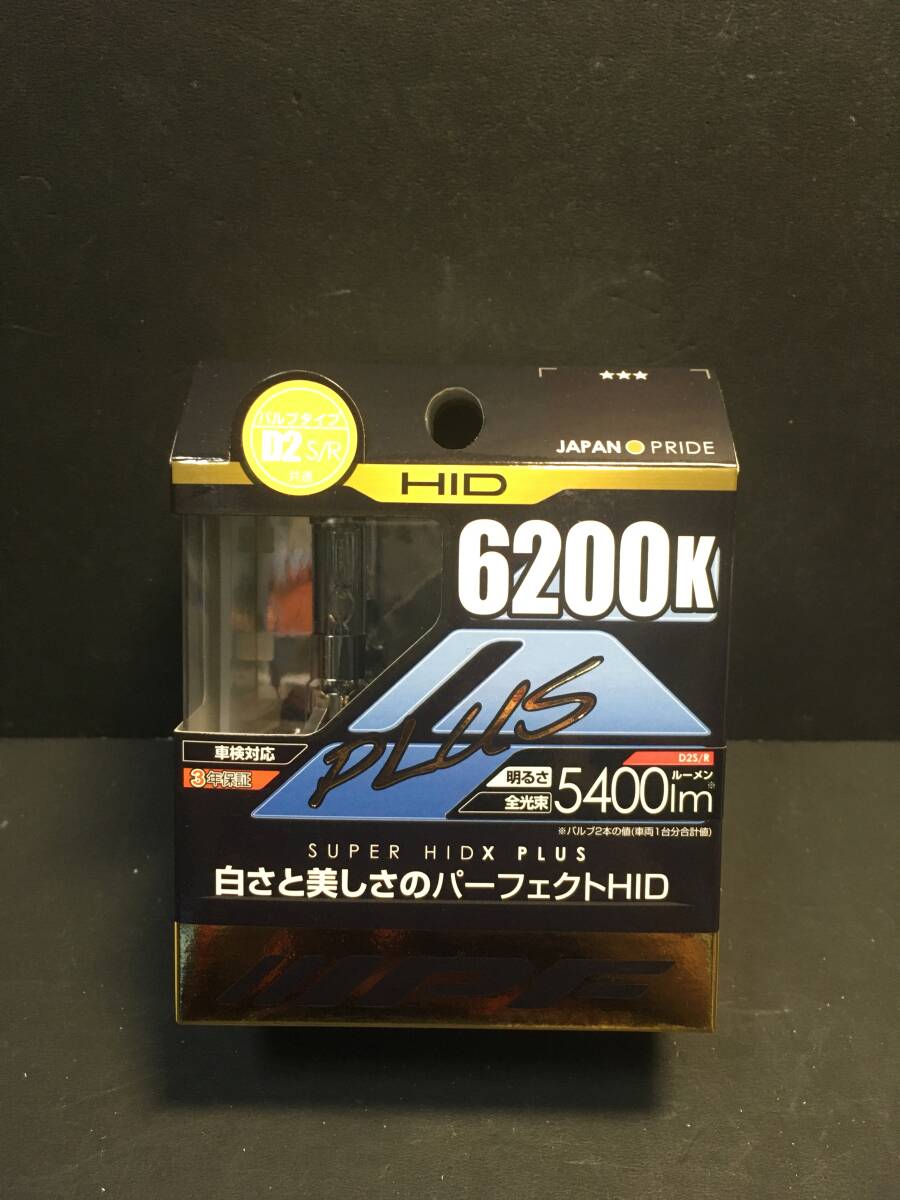 ★★★
バルブタイプ
D2 S/R
共通
JAPAN PRIDE
HID
6200K
PLUS
車検対応
3年保証
D2S/R
明るさ
全光束
5400lm※
ルーメン
※バルブ2本の値(車両1台分合計値)
SUPER HIDX PLUS
白さと美しさのパーフェクトHID
IPF